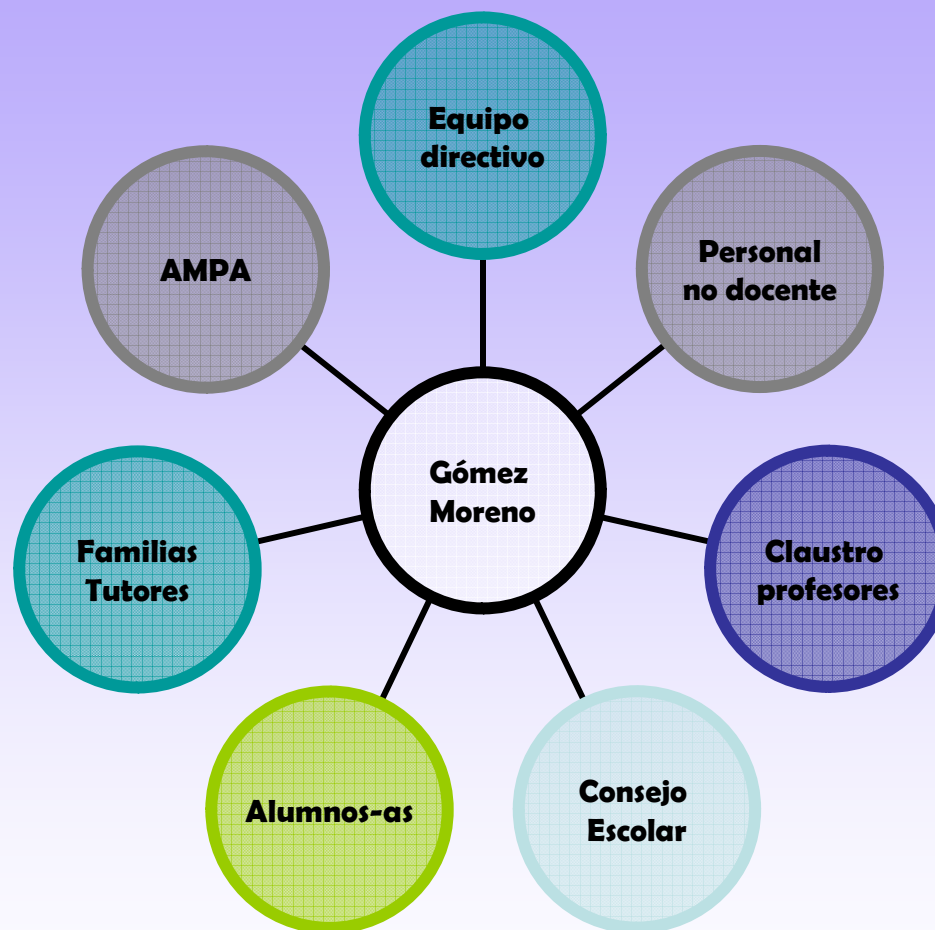 Equipo
directivo
AMPA
Personal
no docente
Gómez
Moreno
Familias
Tutores
Claustro
profesores
Alumnos-as
Consejo
Escolar